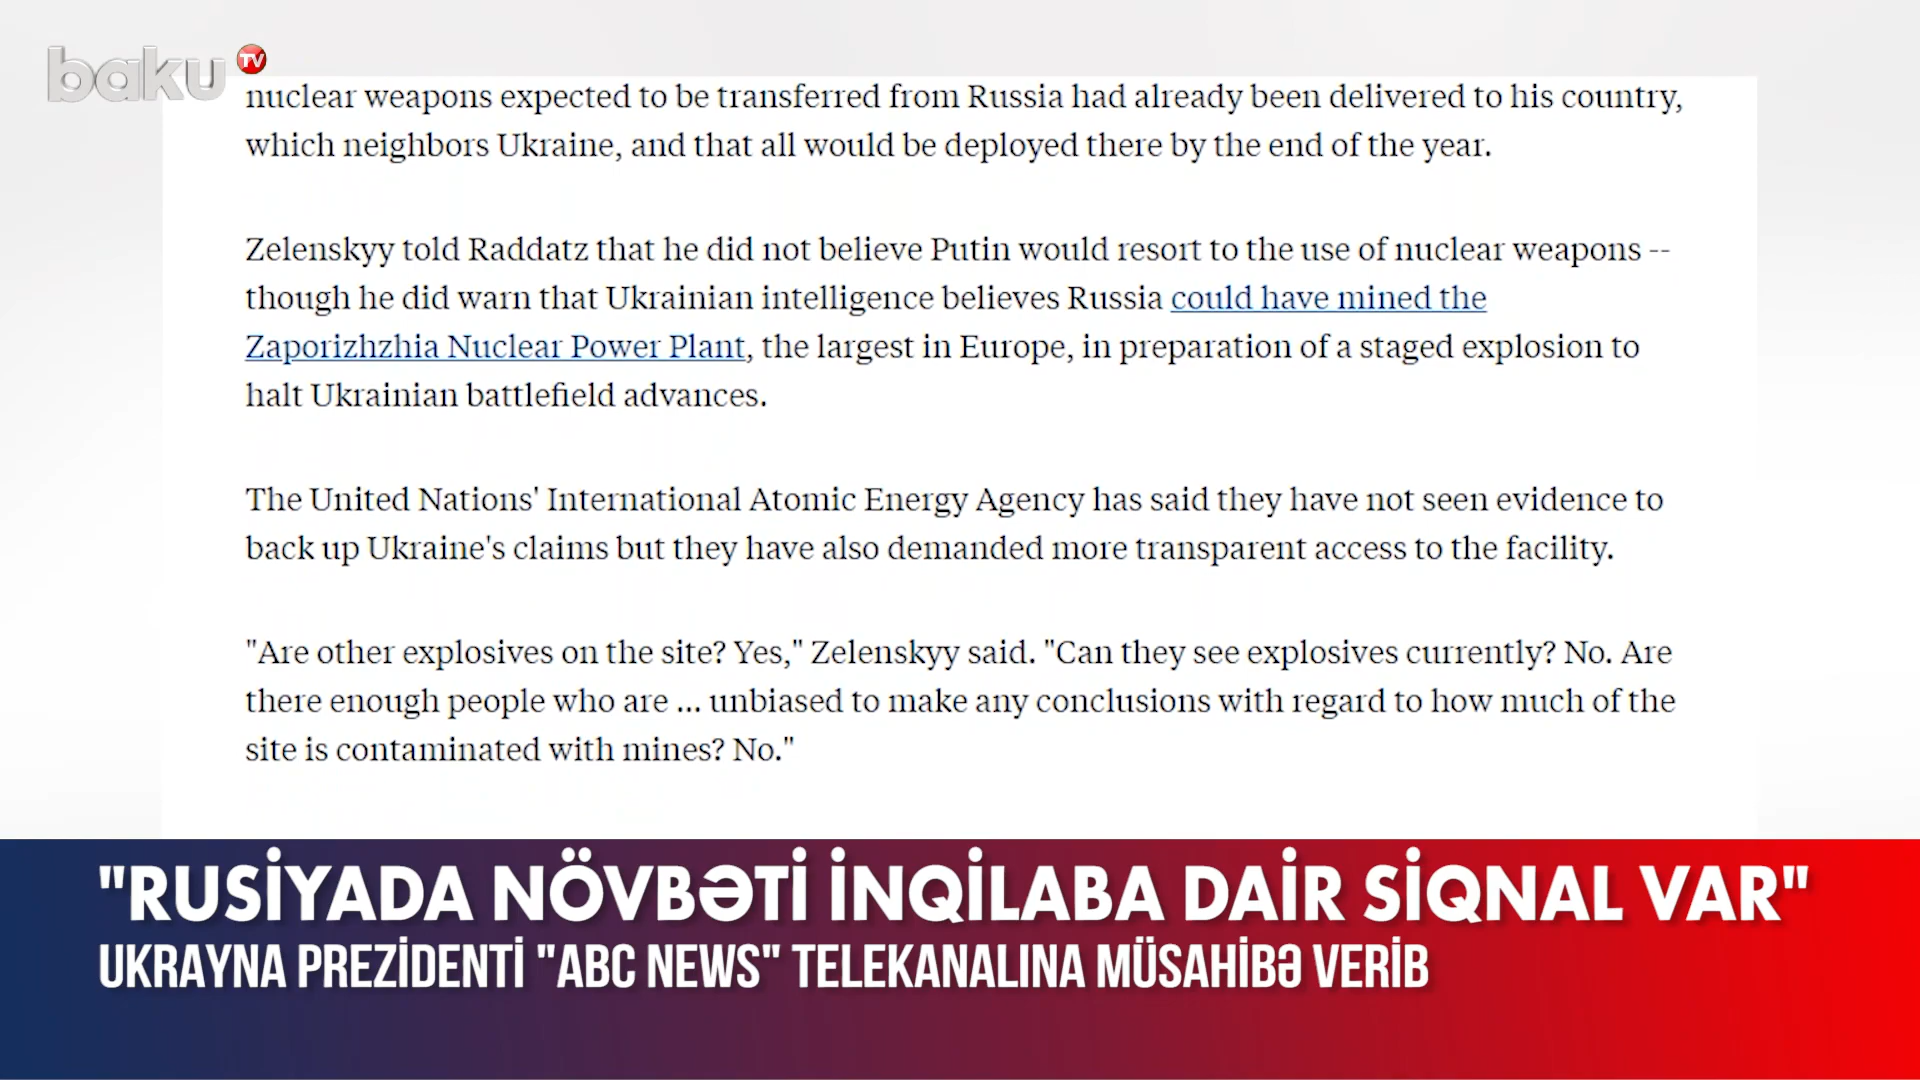 baku TV
nuclear weapons expected to be transferred from Russia had already been delivered to his country,
which neighbors Ukraine, and that all would be deployed there by the end of the year.
Zelenskyy told Raddatz that he did not believe Putin would resort to the use of nuclear weapons --
though he did warn that Ukrainian intelligence believes Russia could have mined the
Zaporizhzhia Nuclear Power Plant, the largest in Europe, in preparation of a staged explosion to
halt Ukrainian battlefield advances.
The United Nations' International Atomic Energy Agency has said they have not seen evidence to
back up Ukraine's claims but they have also demanded more transparent access to the facility.
"Are other explosives on the site? Yes," Zelenskyy said. "Can they see explosives currently? No. Are
there enough people who are ... unbiased to make any conclusions with regard to how much of the
site is contaminated with mines? No."
"RUSİYADA NÖVBƏTİ İNQİLABA DAİR SİQNAL VAR"
UKRAYNA PREZİDENTİ "ABC NEWS" TELEKANALINA MÜSAHİBƏ VERİB